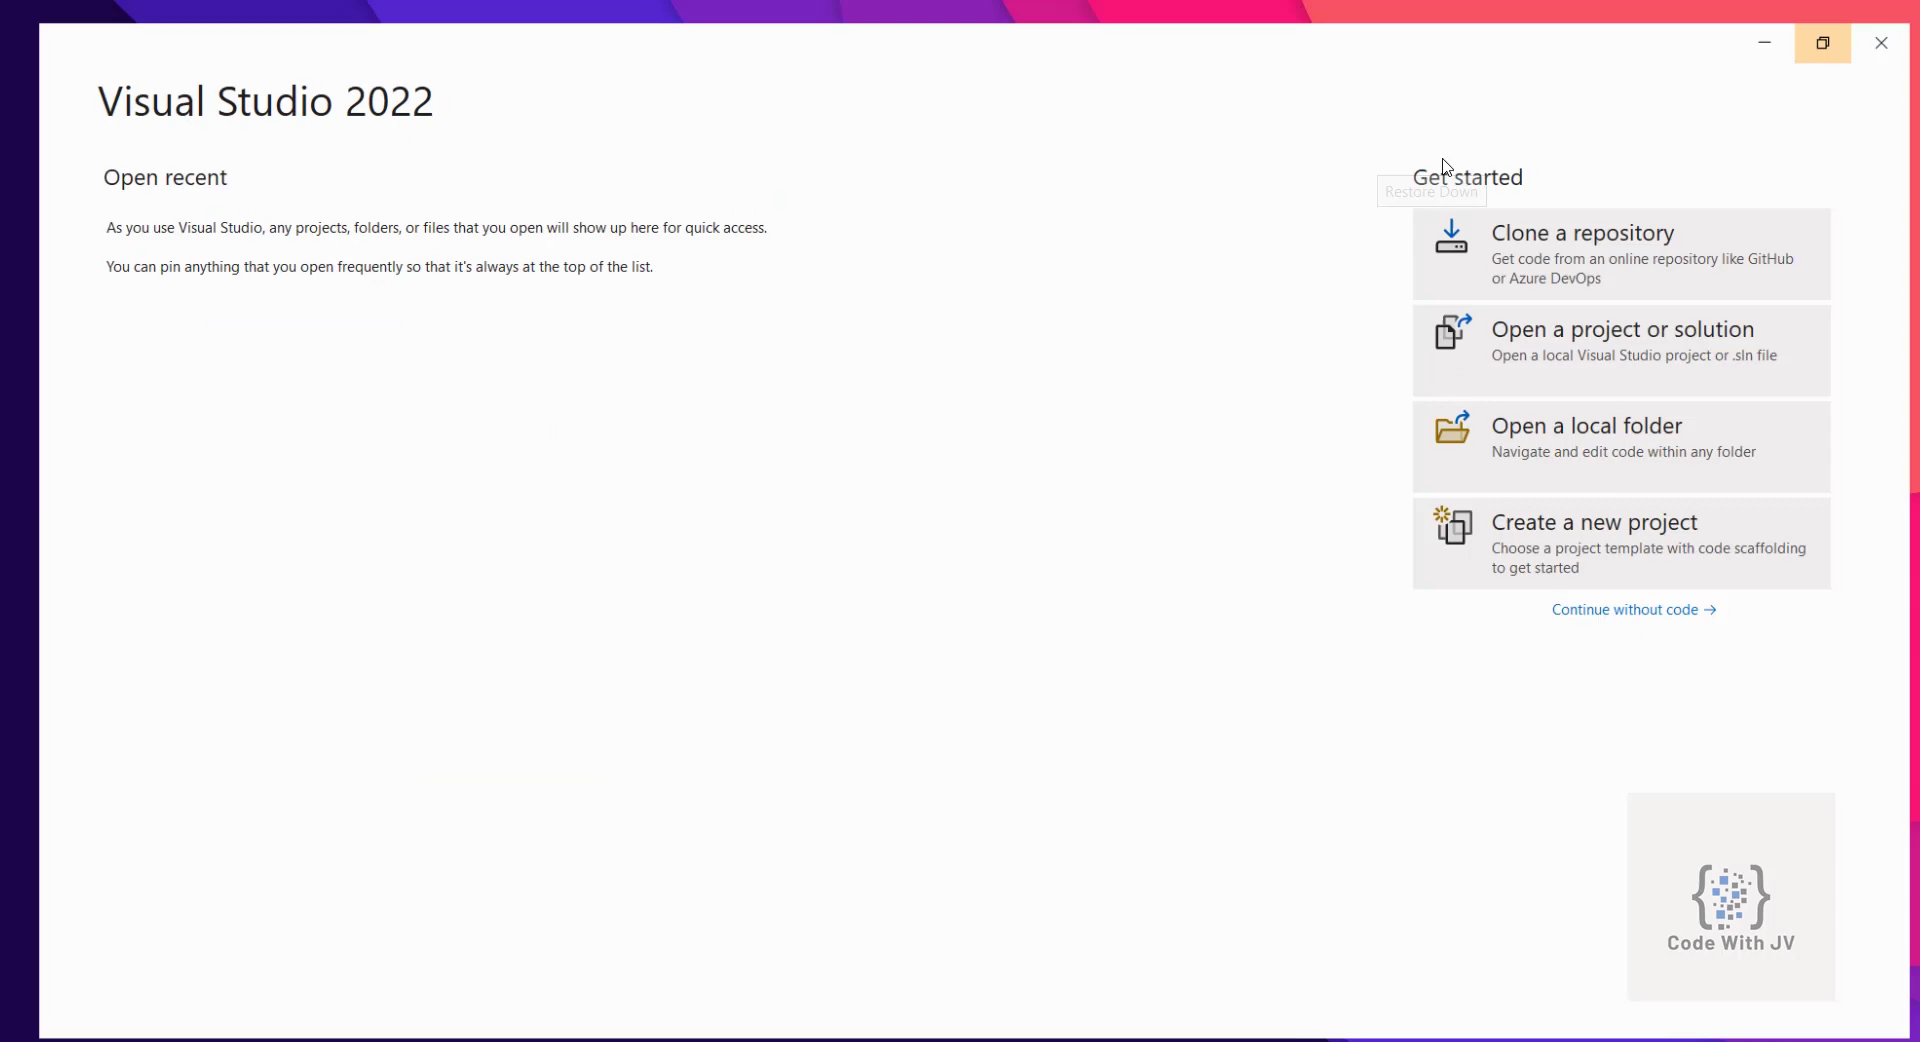 Visual Studio 2022
Open recent
As you use Visual Studio, any projects, folders, or files that you open will show up here for quick access.
You can pin anything that you open frequently so that it's always at the top of the list.
Get started
Restore Down
Clone a repository
Get code from an online repository like GitHub
or Azure DevOps
Open a project or solution
Open a local Visual Studio project or .sln file
Open a local folder
Navigate and edit code within any folder
Create a new project
Choose a project template with code scaffolding
to get started
Continue without code →
Code With JV